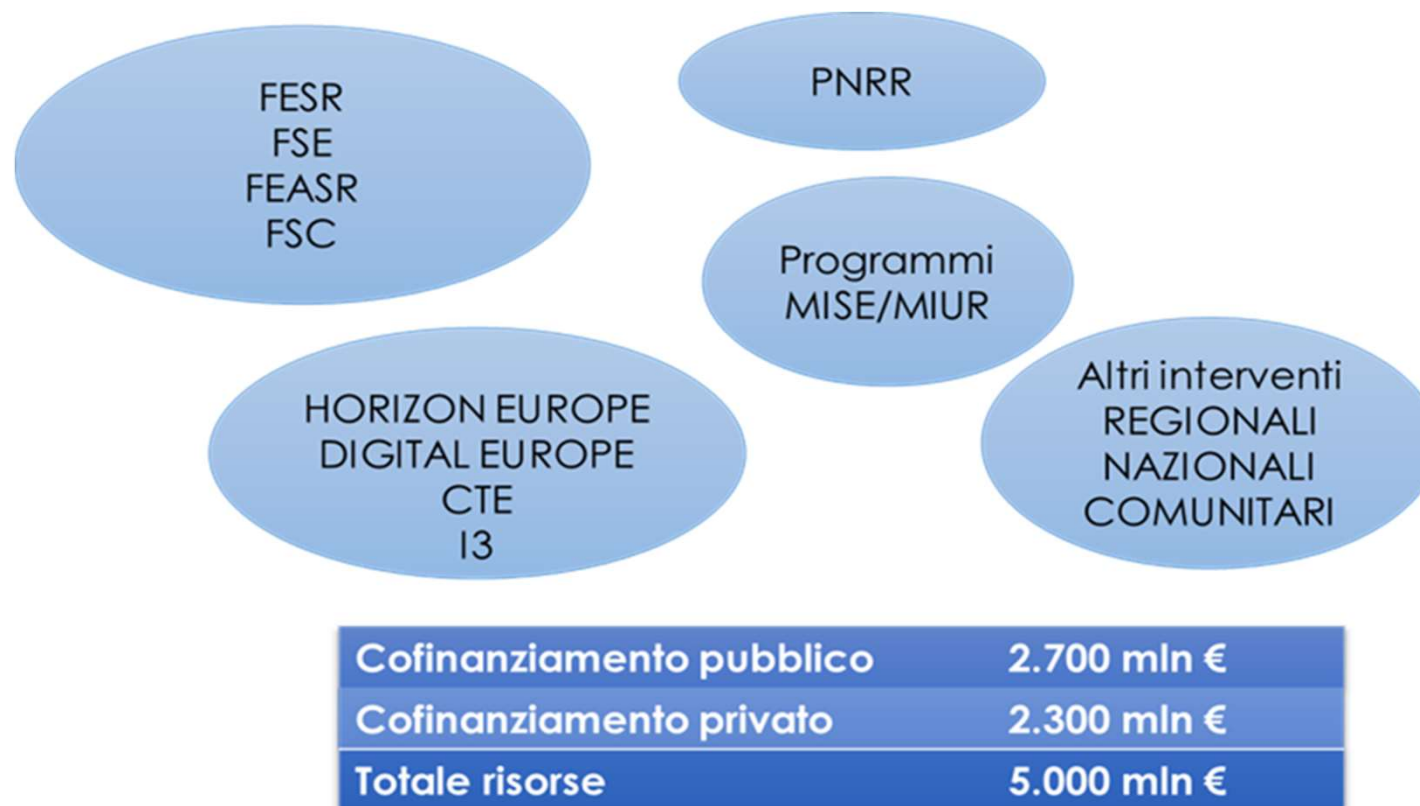 FESR
FSE
FEASR
FSC
PNRR
Programmi
MISE/MIUR
HORIZON EUROPE
DIGITAL EUROPE
CTE
I3
Altri interventi
REGIONALI
NAZIONALI
COMUNITARI
Cofinanziamento pubblico 2.700 mln €
Cofinanziamento privato 2.300 mln €
Totale risorse 5.000 mln €